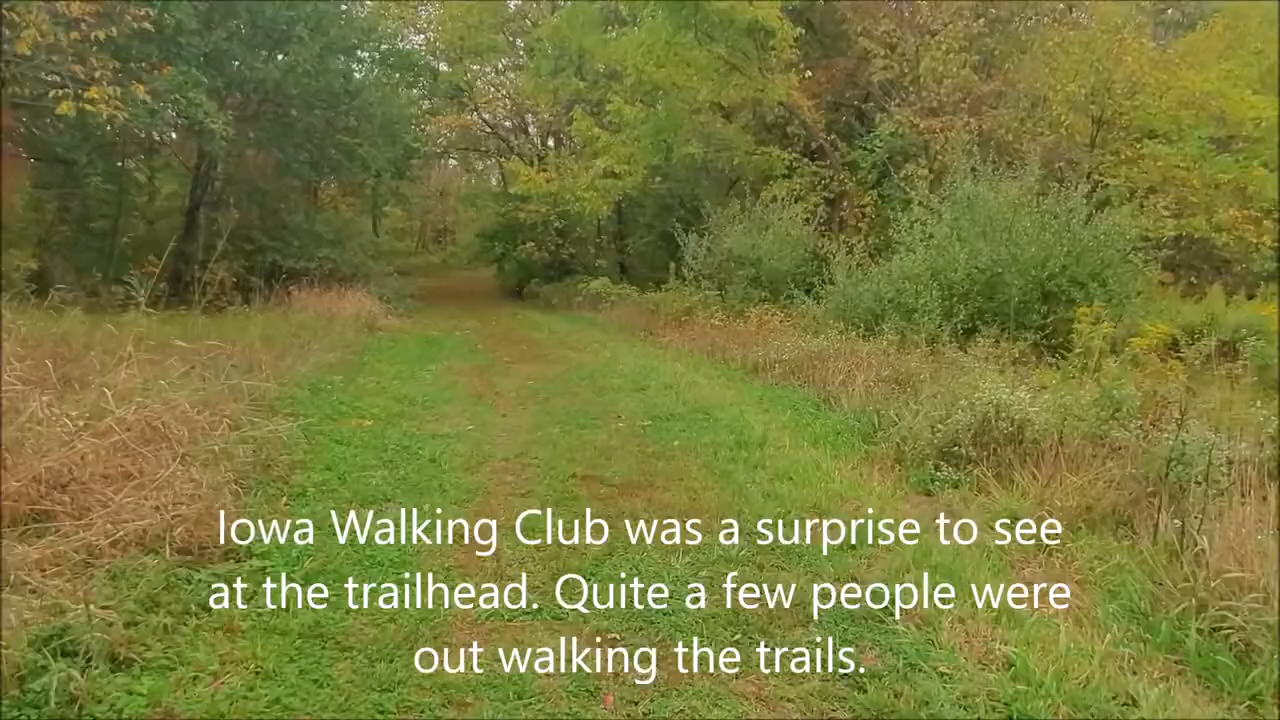 Iowa Walking Club was a surprise to see
at the trailhead. Quite a few people were
out walking the trails.